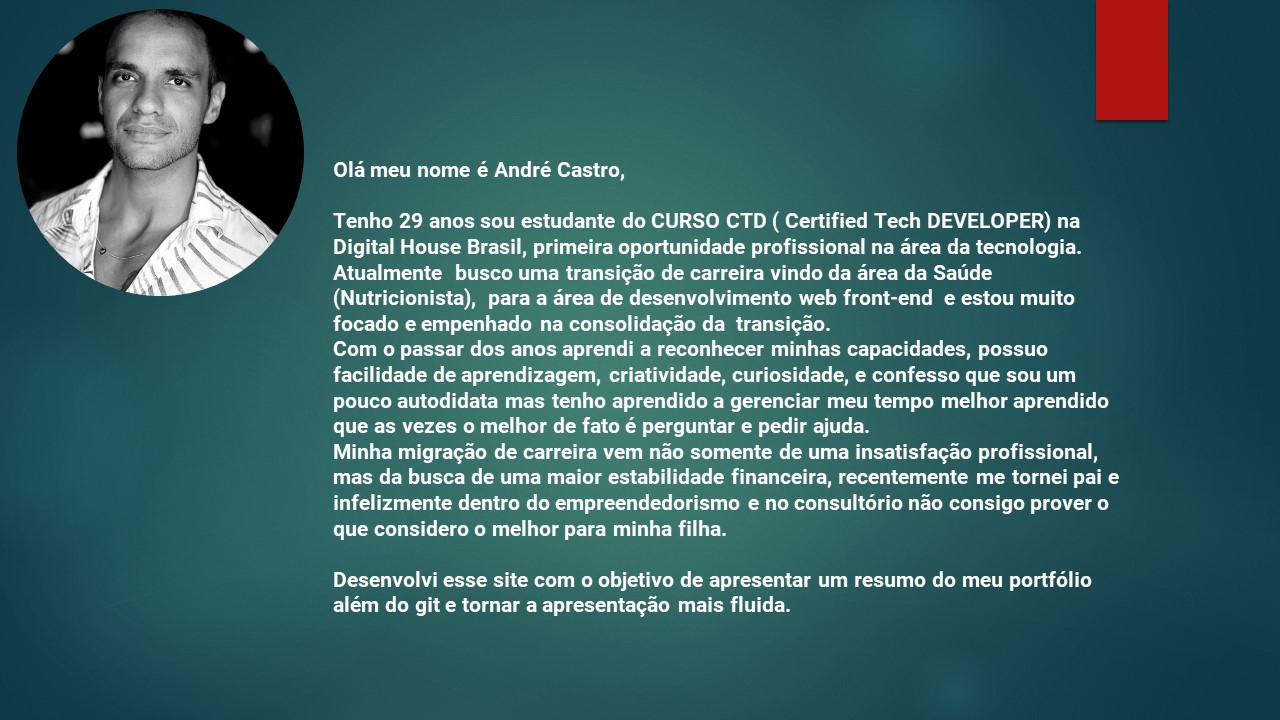 Olá meu nome é André Castro,
Tenho 29 anos sou estudante do CURSO CTD ( Certified Tech DEVELOPER) na
Digital House Brasil, primeira oportunidade profissional na área da tecnologia.
Atualmente  busco uma transição de carreira vindo da área da Saúde
(Nutricionista),  para a área de desenvolvimento web front-end  e estou muito
focado e empenhado na consolidação da  transição.
Com o passar dos anos aprendi a reconhecer minhas capacidades, possuo
facilidade de aprendizagem, criatividade, curiosidade, e confesso que sou um
pouco autodidata mas tenho aprendido a gerenciar meu tempo melhor aprendido
que as vezes o melhor de fato é perguntar e pedir ajuda.
Minha migração de carreira vem não somente de uma insatisfação profissional,
mas da busca de uma maior estabilidade financeira, recentemente me tornei pai e
infelizmente dentro do empreendedorismo e no consultório não consigo prover o
que considero o melhor para minha filha.
Desenvolvi esse site com o objetivo de apresentar um resumo do meu portfólio
além do git e tornar a apresentação mais fluida.